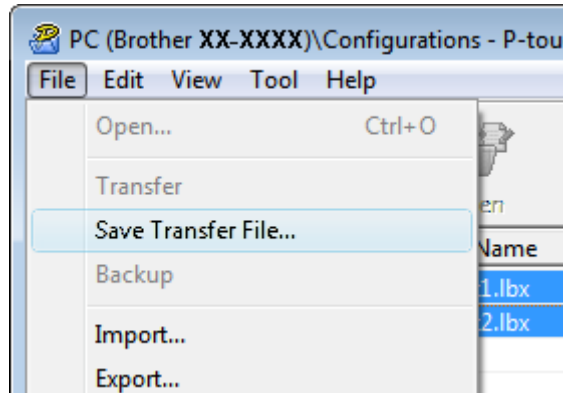 PC (Brother XX-XXXX)\Configurations - P-tou
File Edit View Tool Help
Open... Ctrl+O
Transfer
en
Save Transfer File...
Name
Backup
1.lbx
2.lbx
Import...
Export...